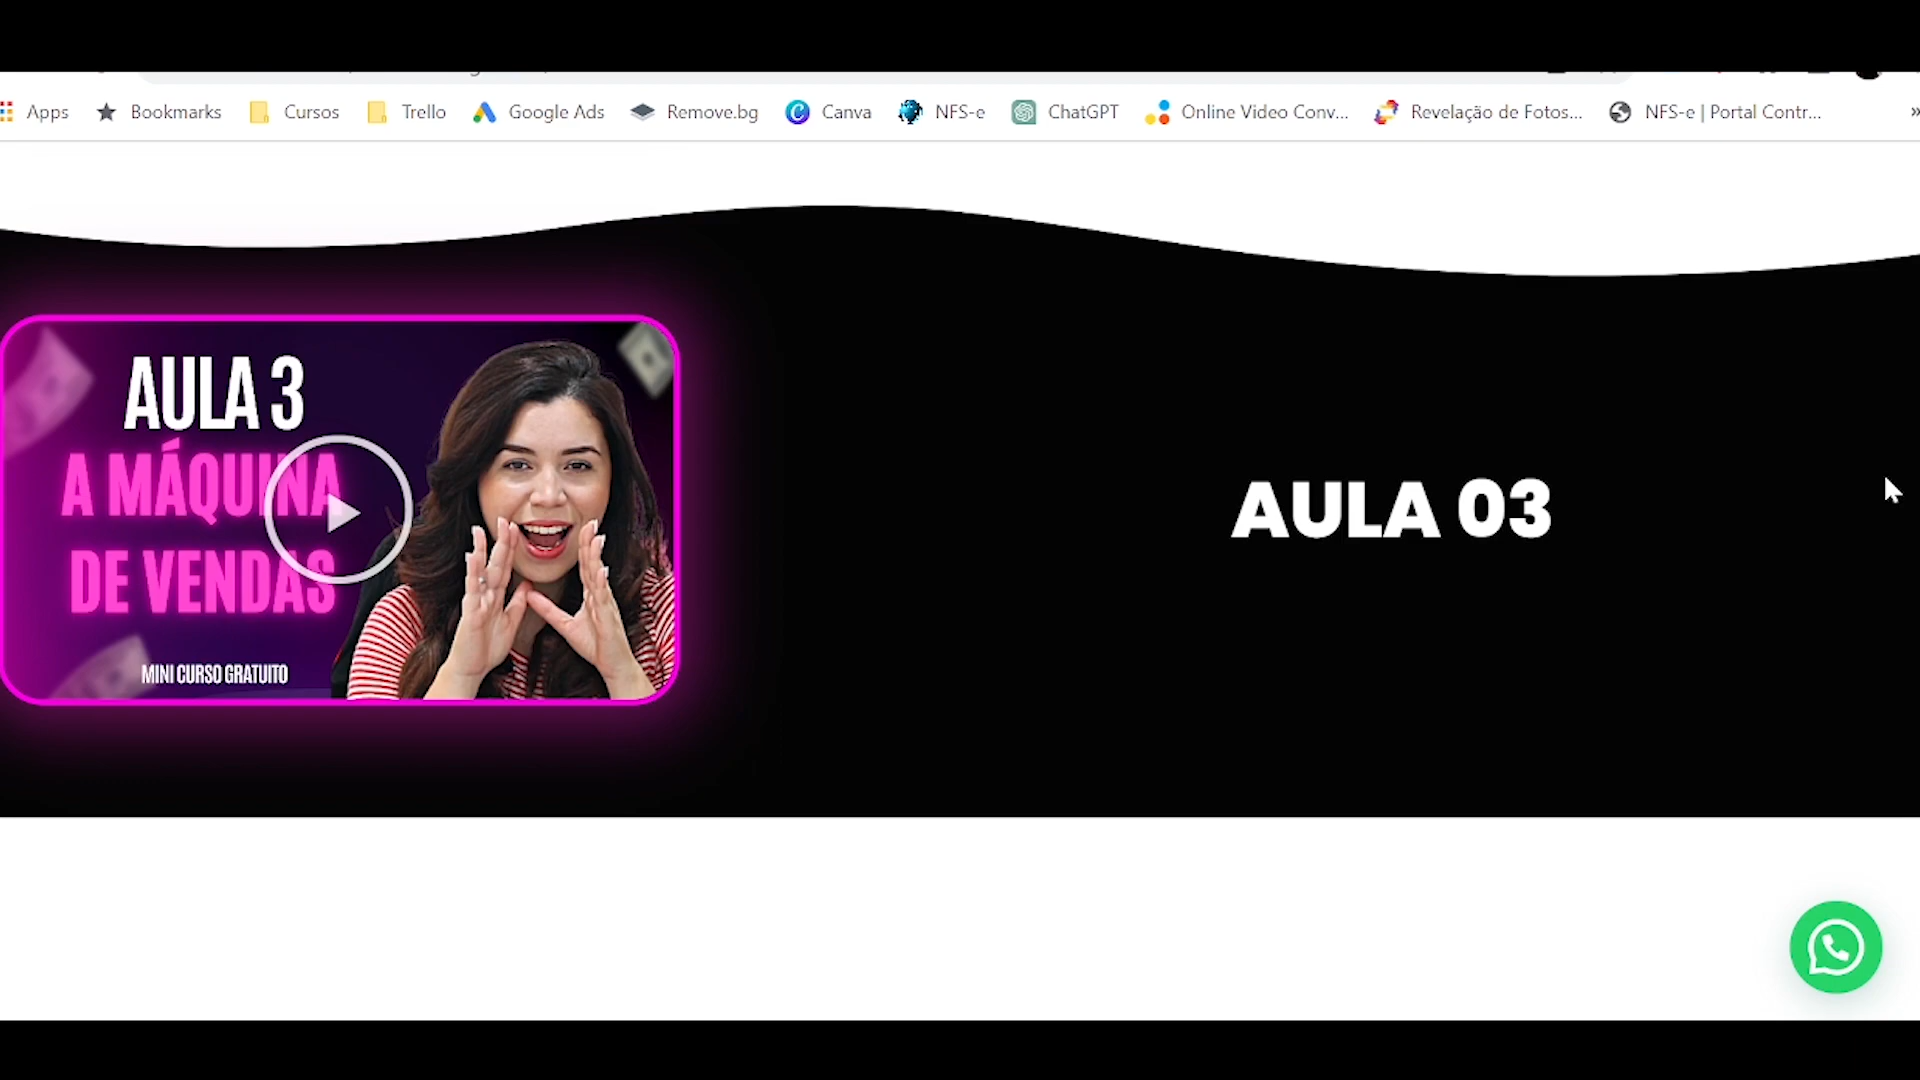 Apps Bookmarks Cursos Trello Google Ads Remove.bg Canva NFS-e ChatGPT Online Video Conv... Revelação de Fotos... NFS-e | Portal Contr... »
AULA 3
A MÁQUINA
DE VENDAS
MINI CURSO GRATUITO
AULA 03